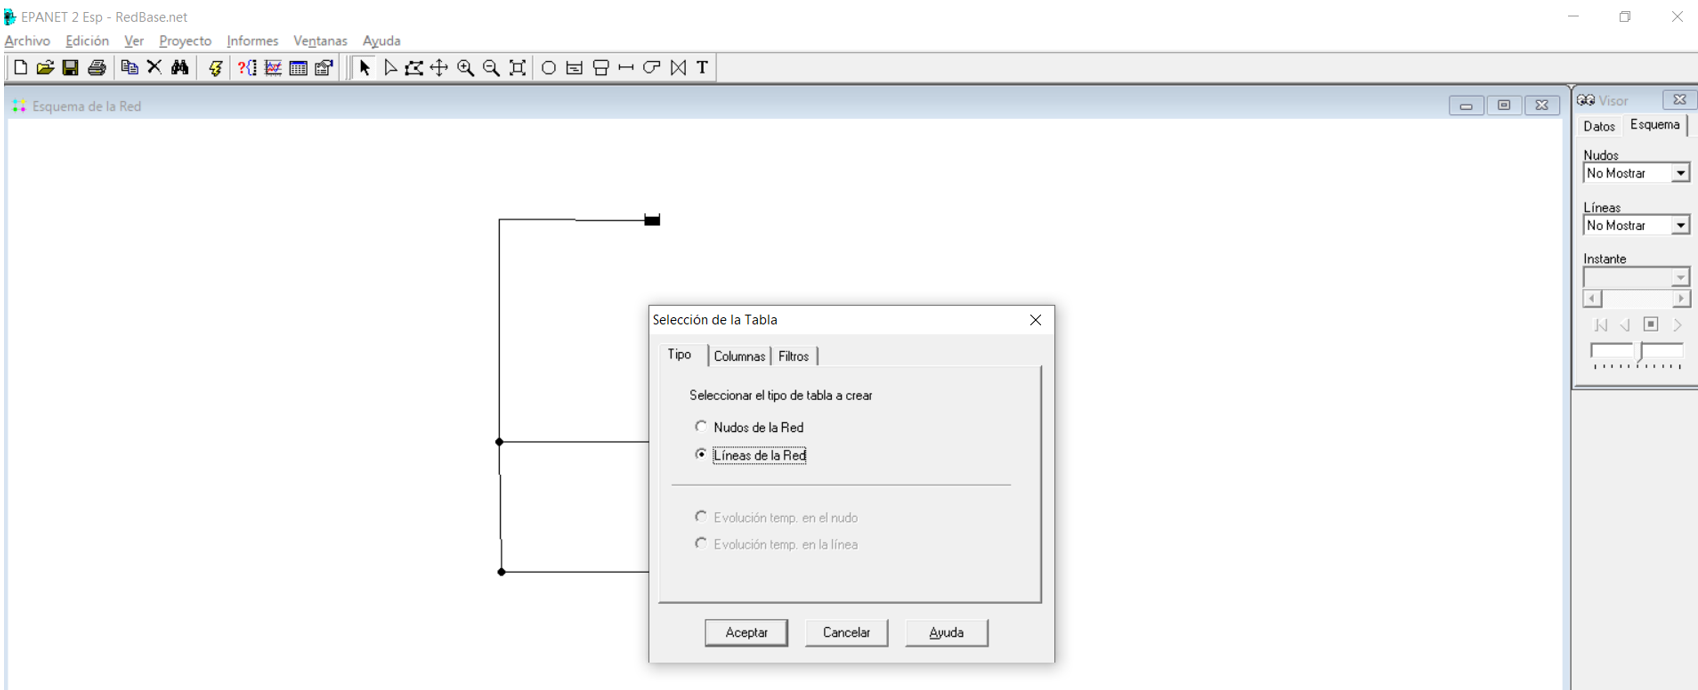 EPANET 2 Esp - RedBase.net
Archivo Edición Ver Proyecto Informes Ventanas Ayuda
T
Esquema de la Red
Visor
Datos Esquema
Nudos
No Mostrar
Líneas
No Mostrar
Instante
Selección de la Tabla
Tipo Columnas Filtros
Seleccionar el tipo de tabla a crear
Nudos de la Red
Líneas de la Red
Evolución temp. en el nudo
Evolución temp. en la línea
Aceptar Cancelar Ayuda